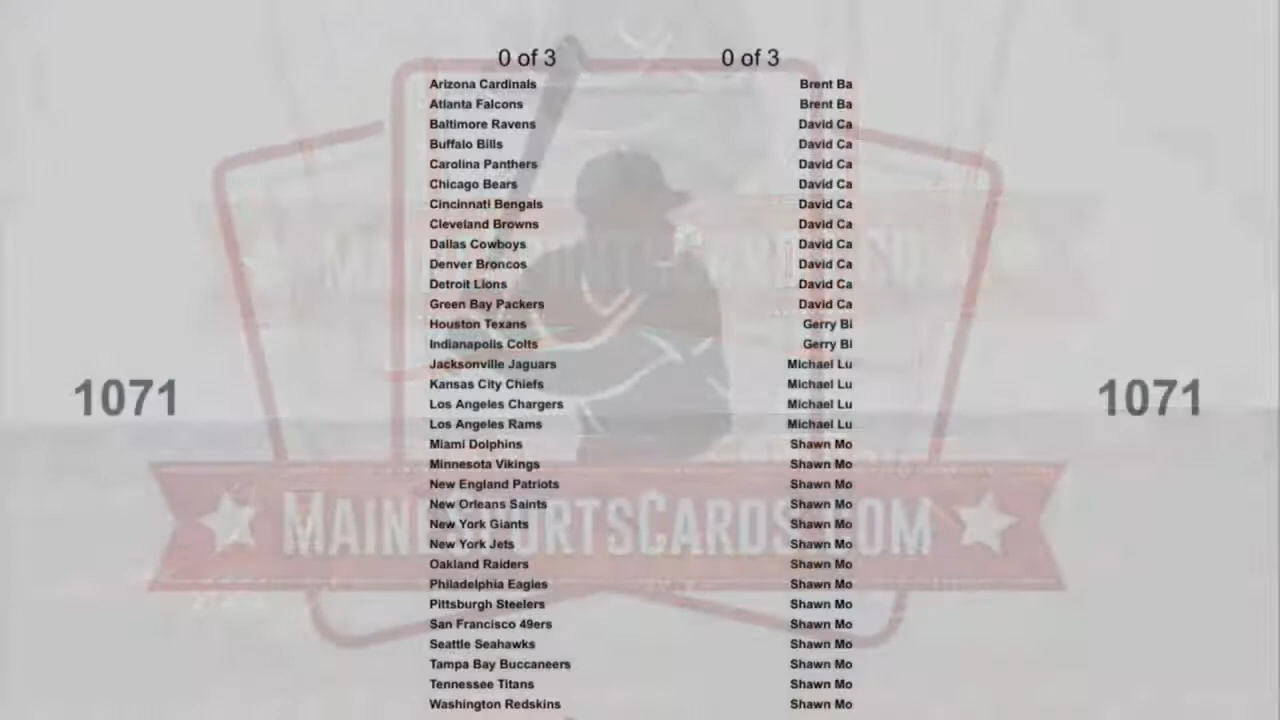 0 of 3 0 of 3
Arizona Cardinals Brent Ba
Atlanta Falcons Brent Ba
Baltimore Ravens David Ca
Buffalo Bills David Ca
Carolina Panthers David Ca
Chicago Bears David Ca
Cincinnati Bengals David Ca
Cleveland Browns David Ca
Dallas Cowboys David Ca
Denver Broncos David Ca
Detroit Lions David Ca
Green Bay Packers David Ca
Houston Texans Gerry Bi
Indianapolis Colts Gerry Bi
Jacksonville Jaguars Michael Lu
Kansas City Chiefs Michael Lu
1071 1071
Los Angeles Chargers Michael Lu
Los Angeles Rams Michael Lu
Miami Dolphins Shawn Mo
Minnesota Vikings Shawn Mo
New England Patriots Shawn Mo
New Orleans Saints Shawn Mo
New York Giants Shawn Mo
MAINESPORTSCARDS.COM
New York Jets Shawn Mo
Oakland Raiders Shawn Mo
Philadelphia Eagles Shawn Mo
Pittsburgh Steelers Shawn Mo
San Francisco 49ers Shawn Mo
Seattle Seahawks Shawn Mo
Tampa Bay Buccaneers Shawn Mo
Tennessee Titans Shawn Mo
Washington Redskins Shawn Mo